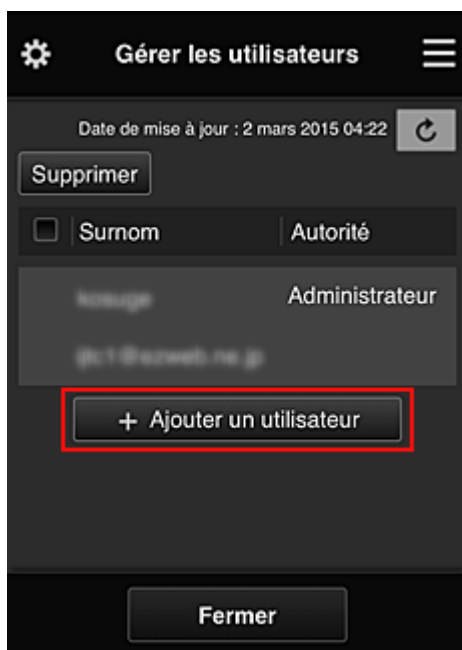 Gérer les utilisateurs
Date de mise à jour : 2 mars 2015 04:22
Supprimer
Surnom Autorité
Administrateur
+ Ajouter un utilisateur
Fermer